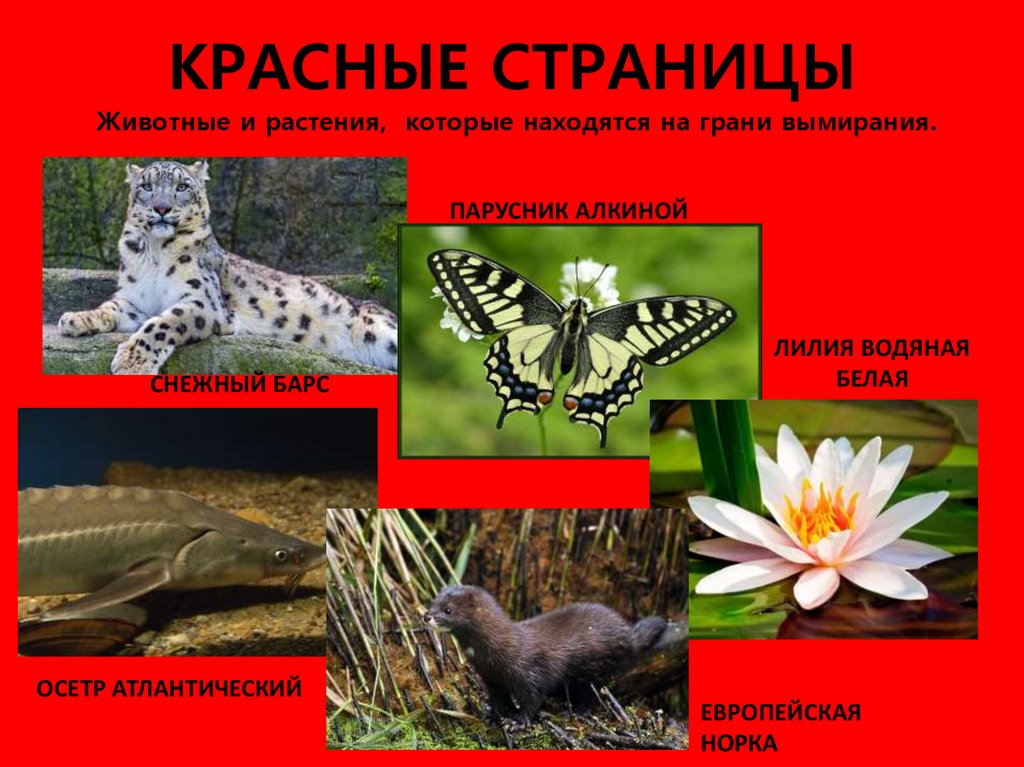 КРАСНЫЕ СТРАНИЦЫ
Животные и растения, которые находятся на грани вымирания.
ПАРУСНИК АЛКИНОЙ
ЛИЛИЯ ВОДЯНАЯ
БЕЛАЯ
СНЕЖНЫЙ БАРС
ОСЕТР АТЛАНТИЧЕСКИЙ
ЕВРОПЕЙСКАЯ
НОРКА